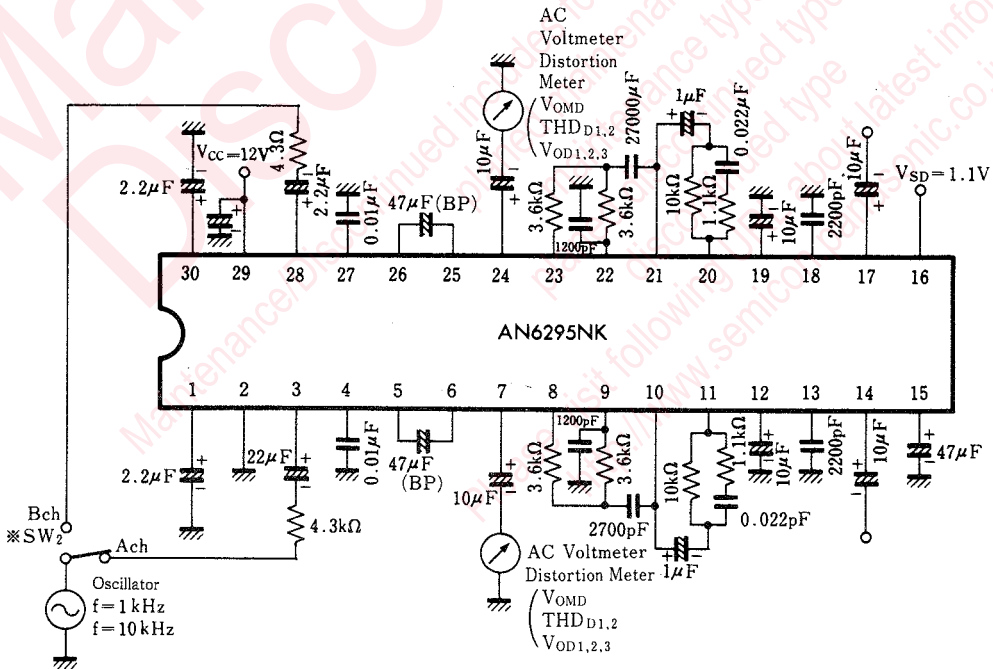 AC
Voltmeter
Distortion
Meter
VOMD
THDD1,2
VOD1,2,3
VCC=12V
4.3Ω
2.2μF
2.2μF
0.01μF
47μF(BP)
10μF
3.6kΩ
1200pF
3.6kΩ
27000μF
1μF
10kΩ
1.1kΩ
0.022μF
10μF
2200pF
10μF
VSD=1.1V
30 29 28 27 26 25 24 23 22 21 20 19 18 17 16
AN6295NK
1 2 3 4 5 6 7 8 9 10 11 12 13 14 15
2.2μF
22μF
0.01μF
47μF
(BP)
10μF
3.6kΩ
1200pF
3.6kΩ
2700pF
10kΩ
1.1kΩ
0.022pF
1μF
10μF
2200pF
10μF
47μF
4.3kΩ
Bch
※SW2
Ach
Oscillator
f=1kHz
f=10kHz
AC Voltmeter
Distortion Meter
VOMD
THDD1,2
VOD1,2,3